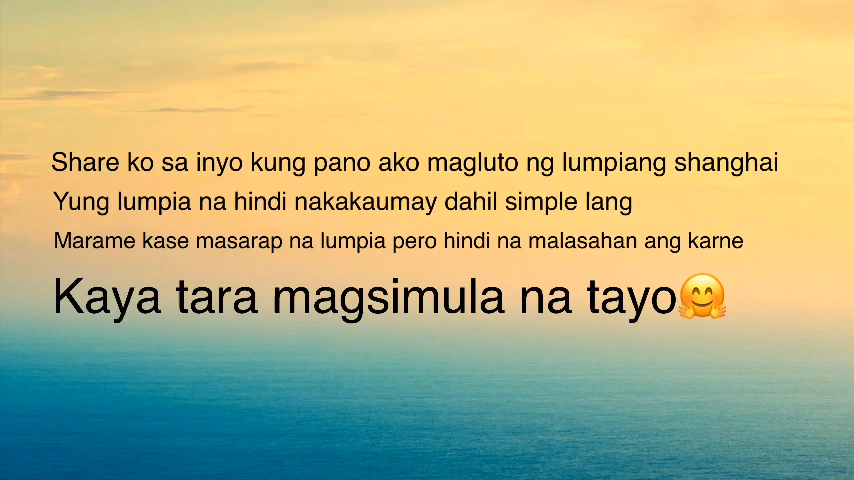 Share ko sa inyo kung pano ako magluto ng lumpiang shanghai
Yung lumpia na hindi nakakaumay dahil simple lang
Marame kase masarap na lumpia pero hindi na malasahan ang karne
Kaya tara magsimula na tayo🤗